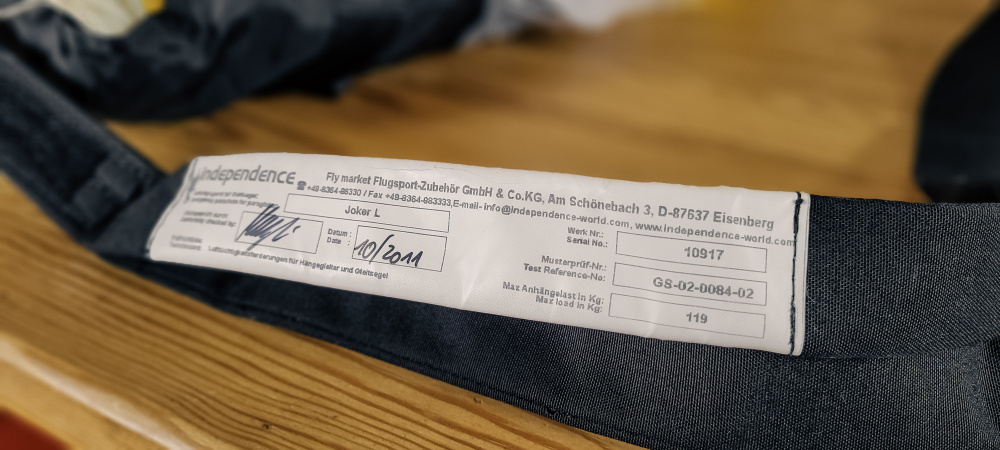 independence
Fly market Flugsport-Zubehör GmbH & Co.KG, Am Schönebach 3, D-87637 Eisenberg
+49-8364-98330 / Fax +49-8364-983333,E-mail- info@independence-world.com, www.independence-world.com
Joker L
Datum :
Date :
10/2011
Luftsichtigkeitsforderungen für Hängegleiter und Gleitsegel
Werk Nr.:
Serial No.:
10917
Musterprüf-Nr.:
Test Reference-No:
GS-02-0084-02
Max Anhängelast in Kg:
Max load in Kg:
119